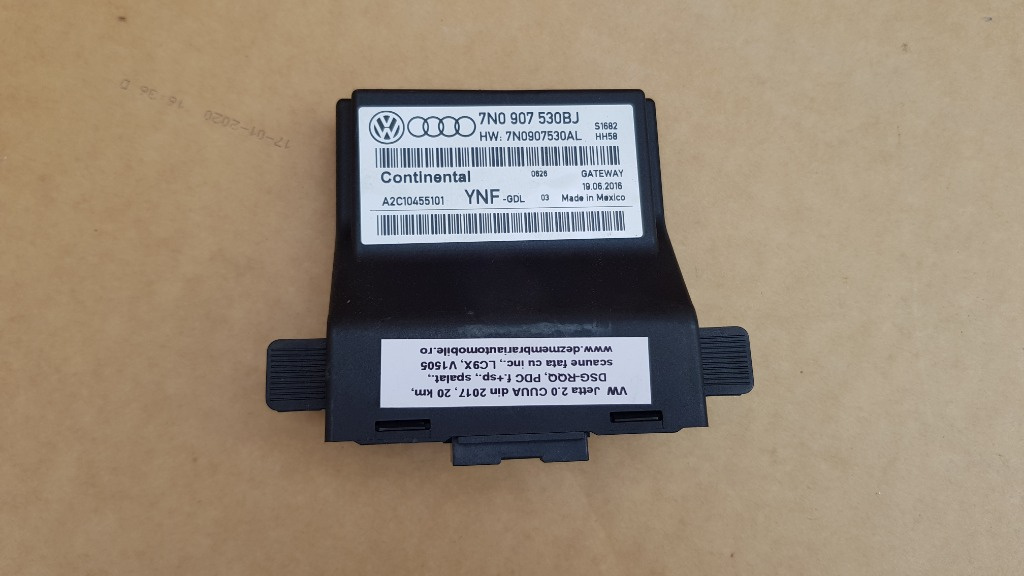 7N0 907 530BJ
HW: 7N0907530AL
S1682
HH58
Continental
0626
GATEWAY
19.06.2016
A2C10455101
YNF -GDL
03
Made in Mexico
VW Jetta 2.0 CUUA din 2017, 20 km,
DSG-RQQ, PDC f.+sp., spalat.,
scaune fata cu inc., LC9X, V1505
www.dezmembrariautomobile.ro
17-01-2020 16 36 D